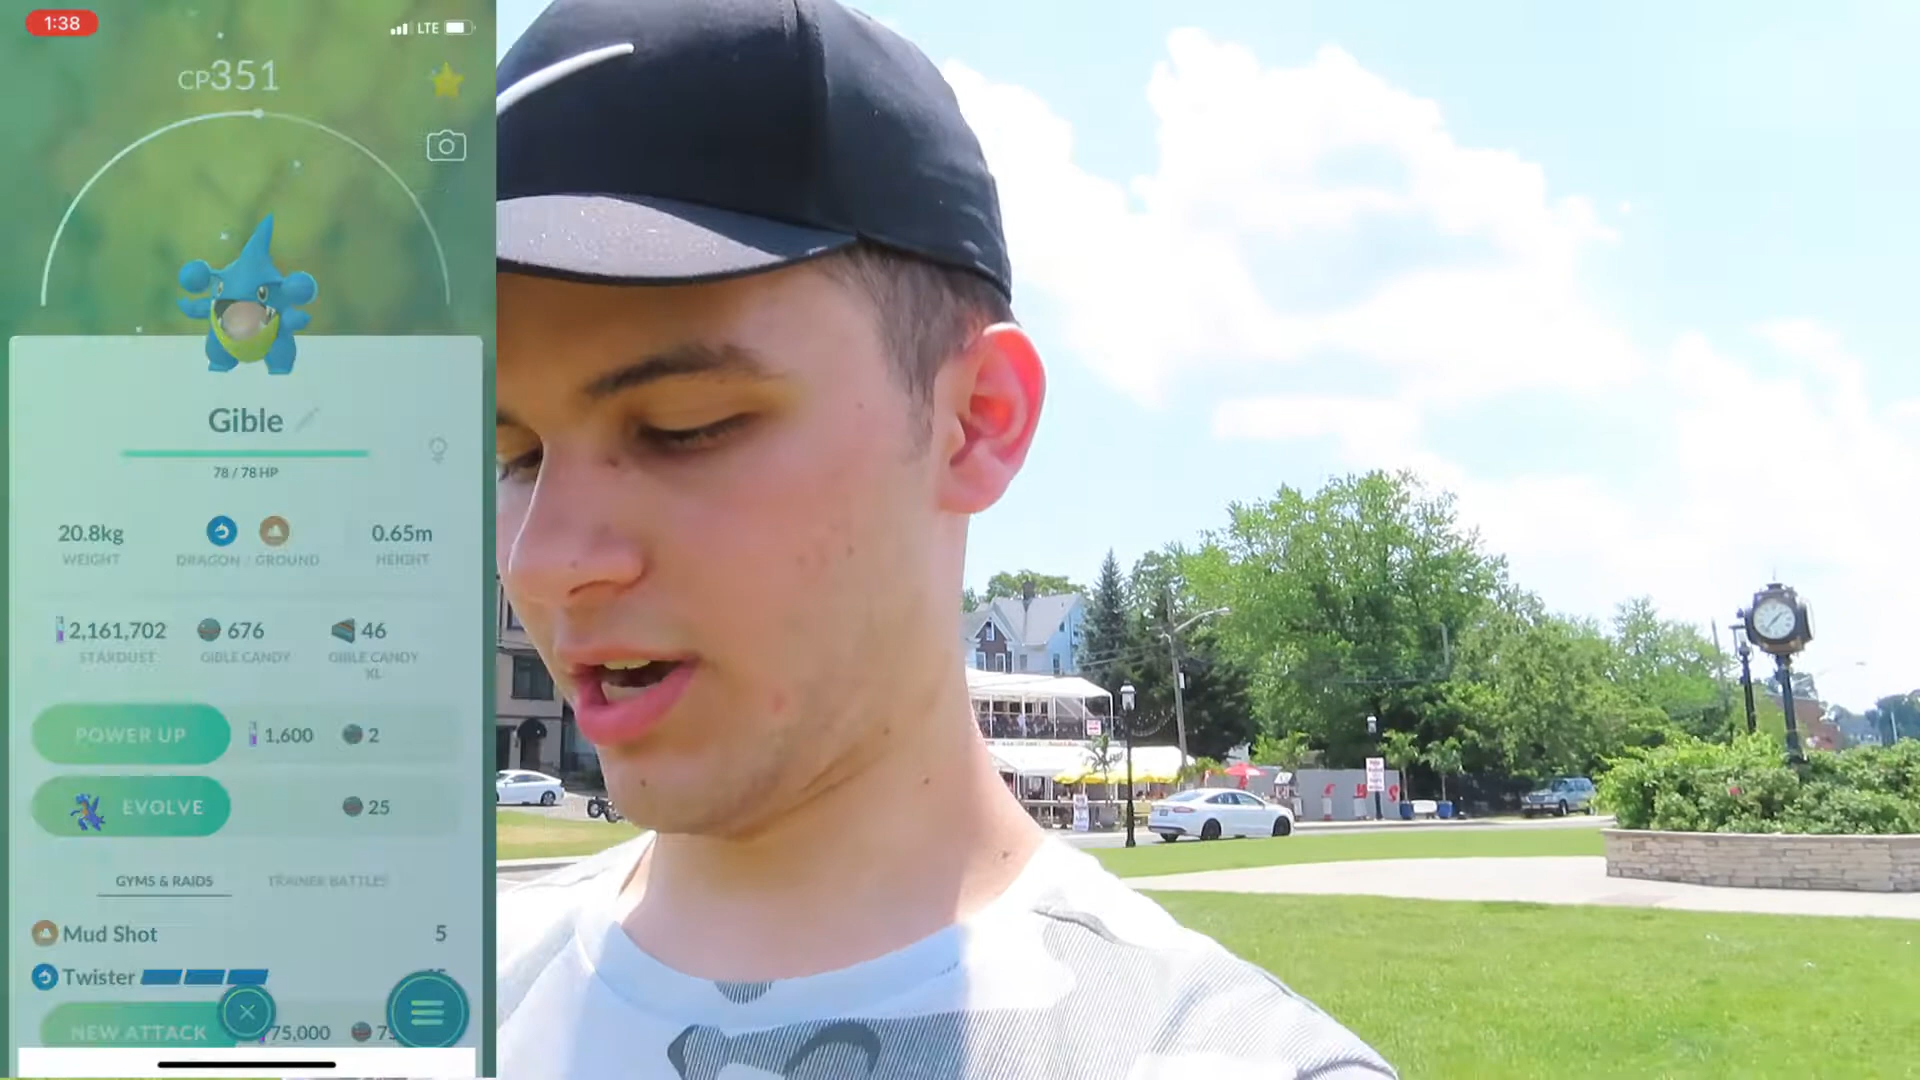 1:38
LTE
CP351
Gible
78 / 78 HP
20.8kg
0.65m
WEIGHT
DRAGON / GROUND
HEIGHT
2,161,702
676
46
STARDUST
GIBLE CANDY
GIBLE CANDY XL
POWER UP
1,600
2
EVOLVE
25
GYMS & RAIDS
TRAINER BATTLES
Mud Shot
5
Twister
NEW ATTACK
75,000